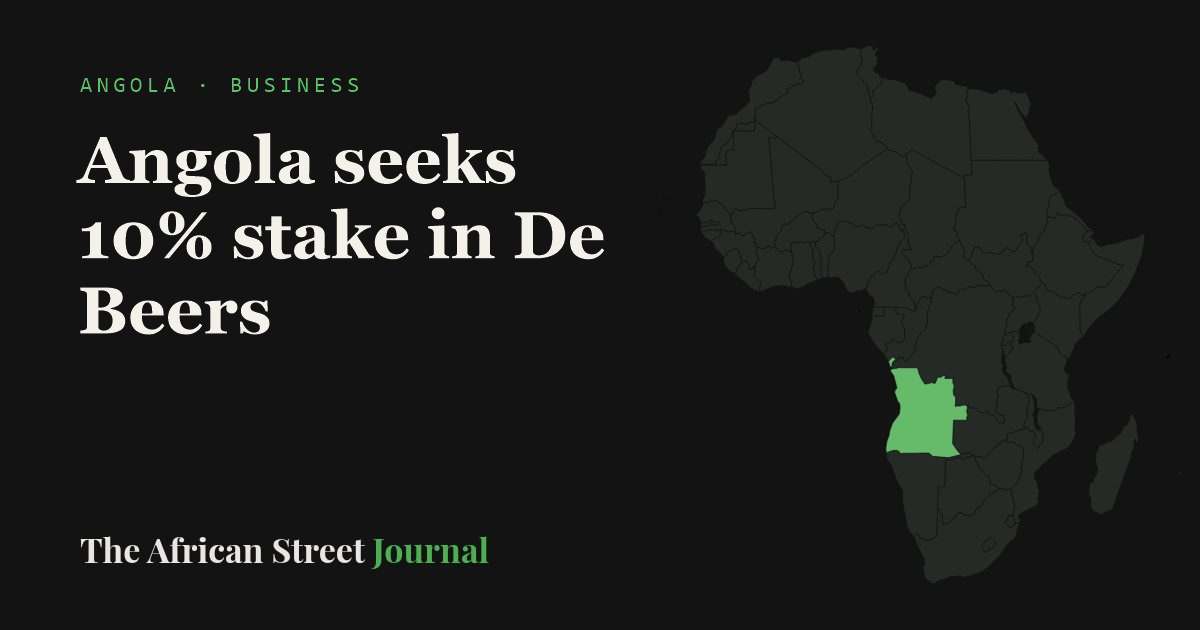 ANGOLA · BUSINESS
Angola seeks
10% stake in De
Beers
The African Street Journal